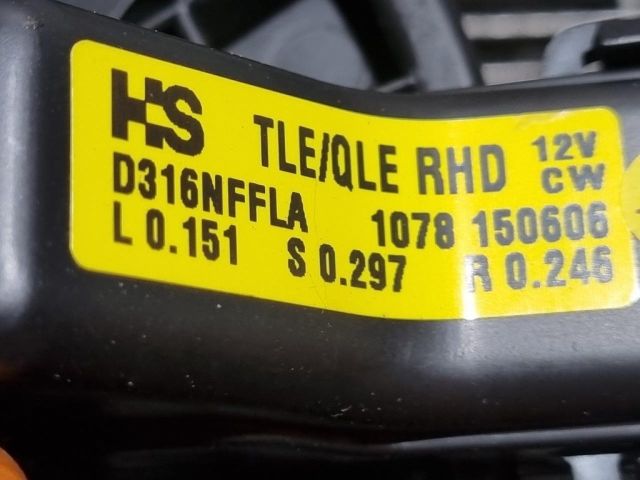 HS TLE/QLE RHD 12V CW
D316NFFLA 1078 150606
L 0.151 S 0.297 R 0.246